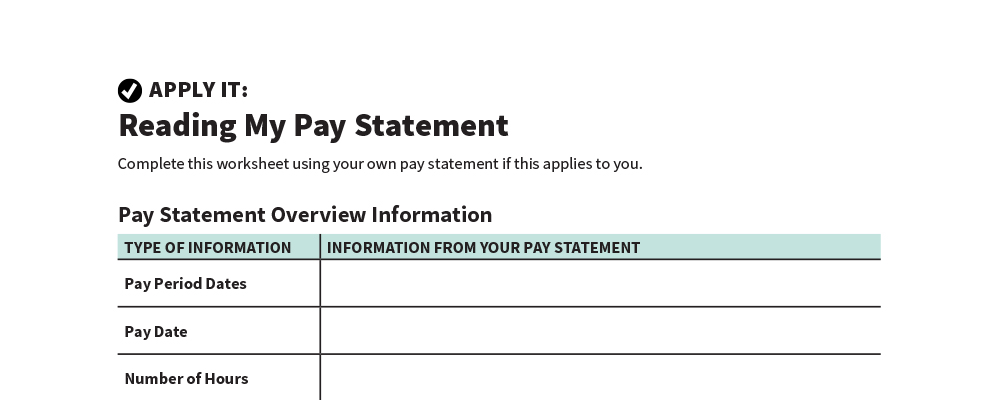 APPLY IT:
Reading My Pay Statement
Complete this worksheet using your own pay statement if this applies to you.
Pay Statement Overview Information
TYPE OF INFORMATION INFORMATION FROM YOUR PAY STATEMENT
Pay Period Dates
Pay Date
Number of Hours